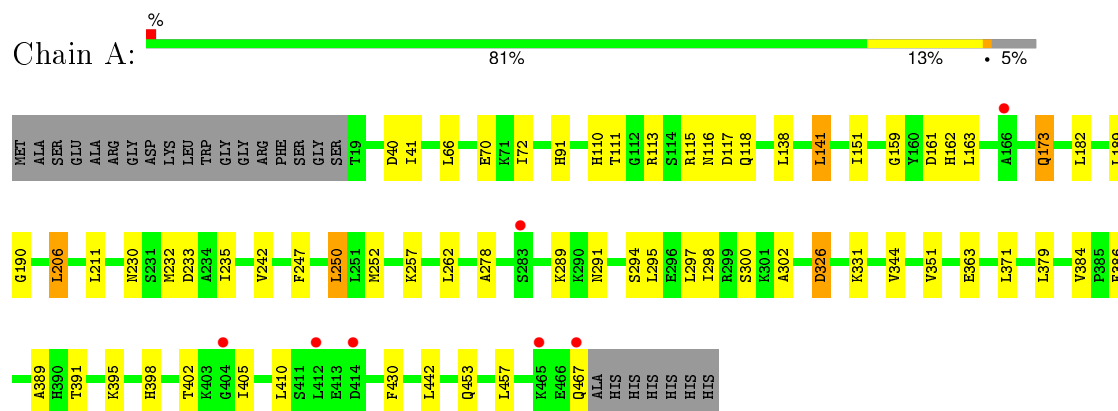 %
Chain A:
81% 13% • 5%
MET ALA SER GLU ALA ARG GLY ASP LYS LEU TRP GLY GLY ARG PHE SER GLY SER T19 D40 I41 L66 E70 K71 I72 H91 H110 T111 G112 R113 S114 R115 N116 D117 Q118 L138 L141 I151 G159 Y160 D161 H162 L163 A166 Q173 L182 L189
G190 L206 L211 N230 S231 M232 D233 A234 I235 V242 F247 L250 L251 M252 K257 L262 A278 S283 K289 K290 N291 S294 L295 E296 L297 I298 R299 S300 K301 A302 D326 K331 V344 V351 E363 L371 L379 V384 P385
A389 H390 T391 K395 H398 T402 K403 G404 I405 L410 S411 L412 E413 D414 F430 L442 Q453 L457 K465 E466 Q467 ALA HIS HIS HIS HIS HIS HIS